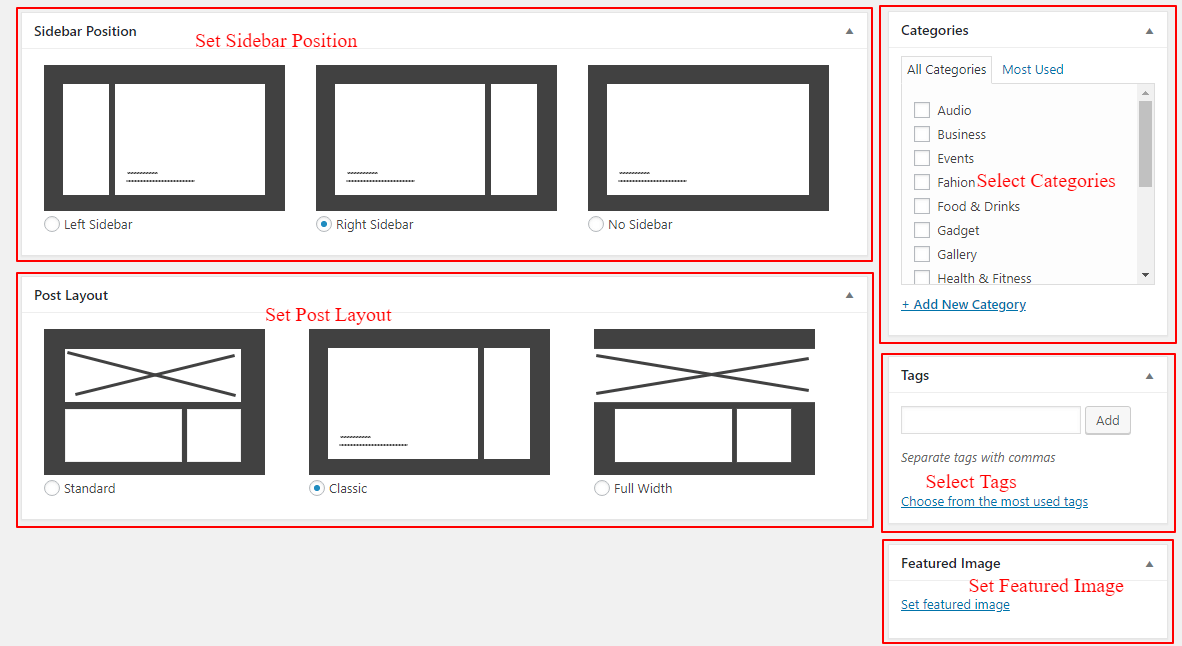 Sidebar Position
Set Sidebar Position
Left Sidebar
Right Sidebar
No Sidebar
Post Layout
Set Post Layout
Standard
Classic
Full Width
Categories
All Categories
Most Used
Audio
Business
Events
Fahion
Select Categories
Food & Drinks
Gadget
Gallery
Health & Fitness
+ Add New Category
Tags
Add
Separate tags with commas
Select Tags
Choose from the most used tags
Featured Image
Set Featured Image
Set featured image